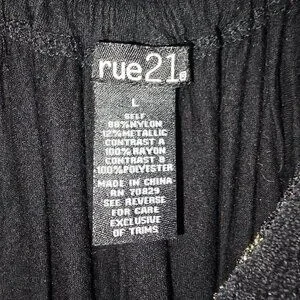 rue21®
L
SELF
88%NYLON
12%METALLIC
CONTRAST A
100%RAYON
CONTRAST B
100%POLYESTER
MADE IN CHINA
RN 70829
SEE REVERSE
FOR CARE
EXCLUSIVE
OF TRIMS